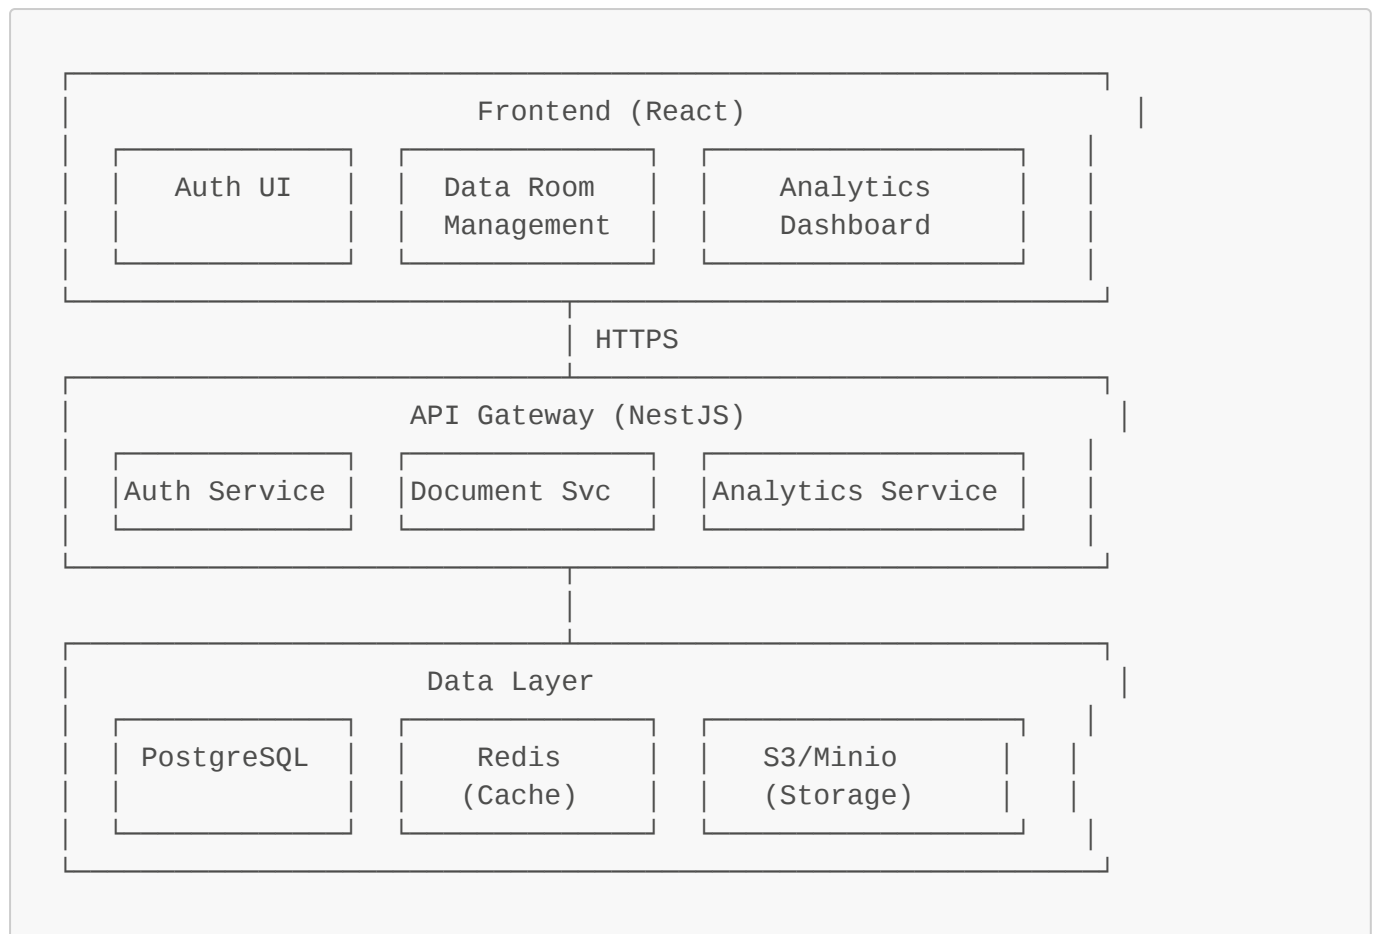 Frontend (React)
Auth UI Data Room Analytics
Management Dashboard
HTTPS
API Gateway (NestJS)
Auth Service Document Svc Analytics Service
Data Layer
PostgreSQL Redis S3/Minio
(Cache) (Storage)